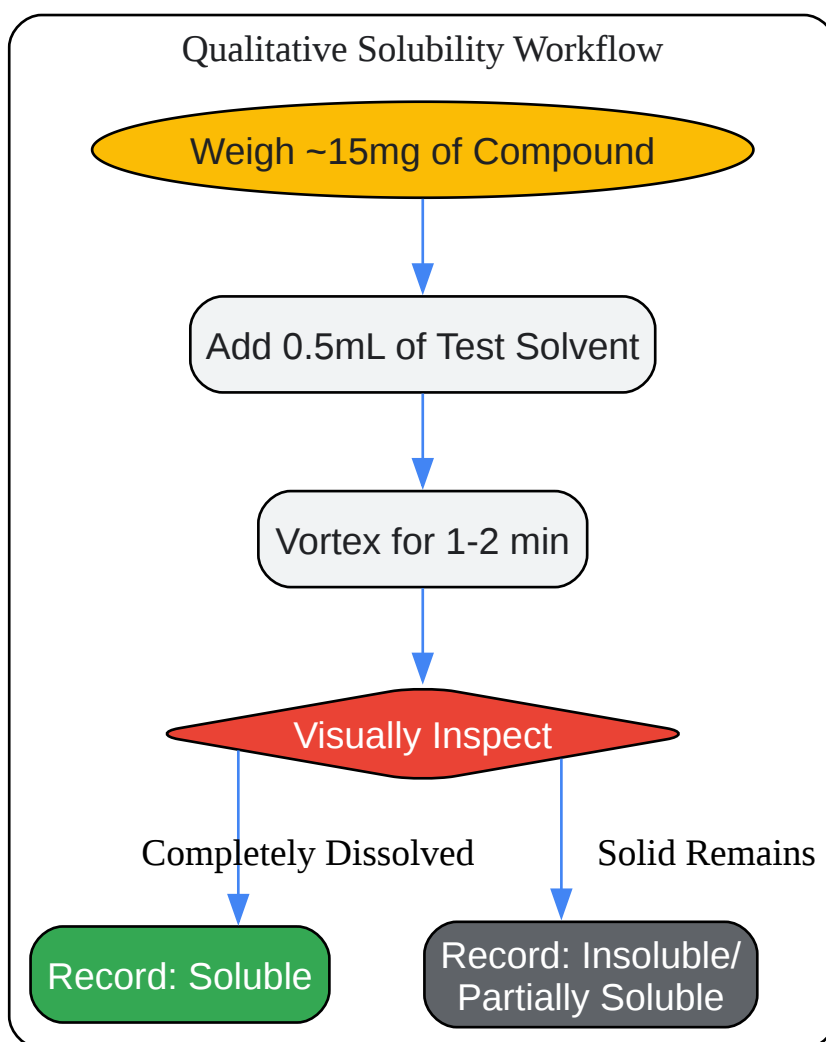 Qualitative Solubility Workflow
Weigh ~15mg of Compound
Add 0.5mL of Test Solvent
Vortex for 1-2 min
Visually Inspect
Completely Dissolved
Solid Remains
Record: Soluble
Record: Insoluble/
Partially Soluble